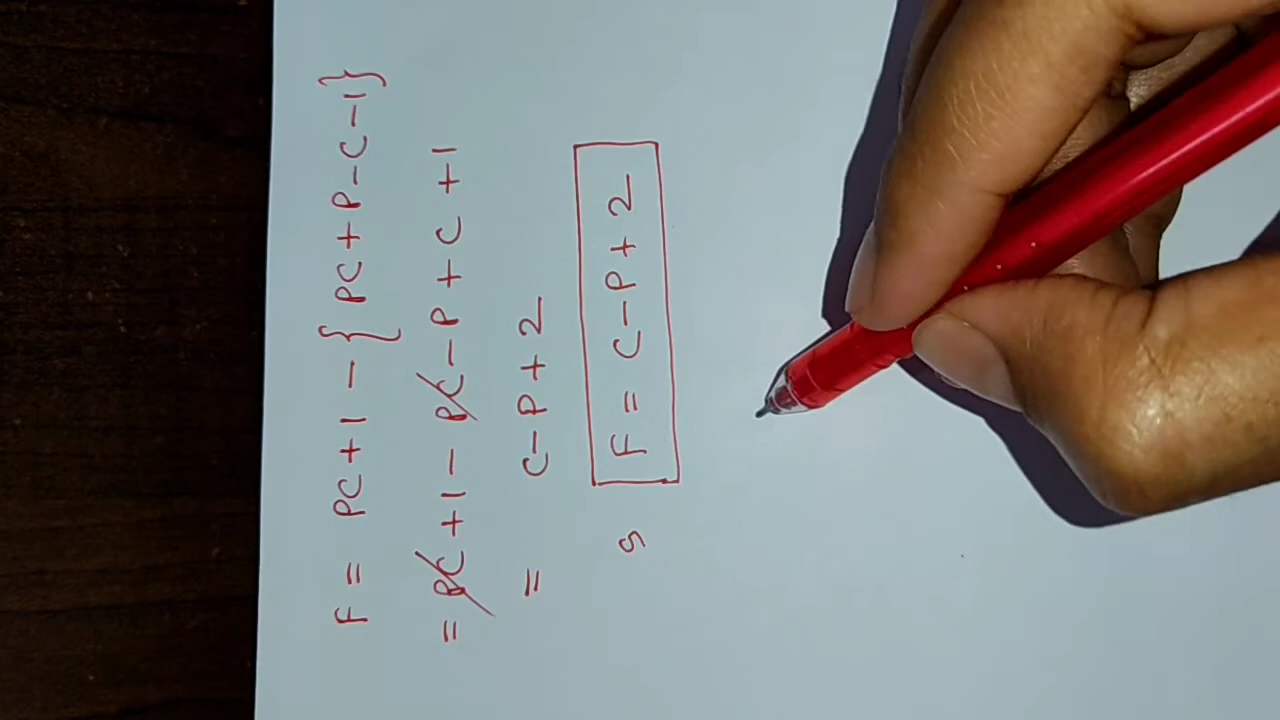 F = PC+1 - { PC+P-C-1}
= PC+1 - PC-P+C+1
= C-P+2
F = C-P+2